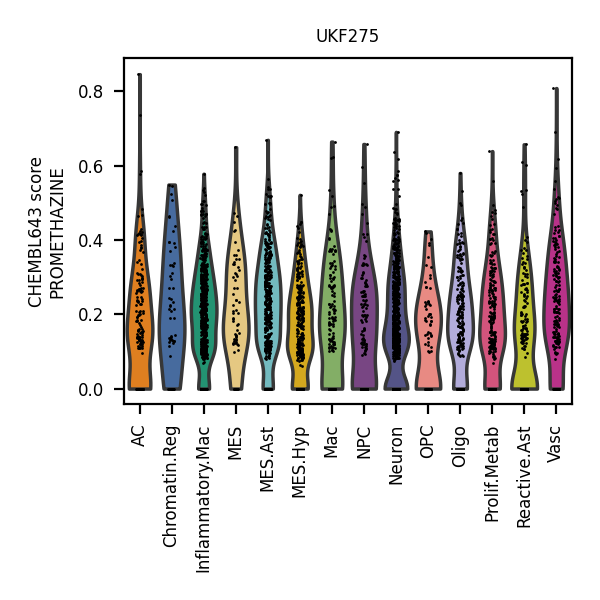 UKF275
CHEMBL643 score
PROMETHAZINE
0.8
0.6
0.4
0.2
0.0
AC
Chromatin.Reg
Inflammatory.Mac
MES
MES.Ast
MES.Hyp
Mac
NPC
Neuron
OPC
Oligo
Prolif.Metab
Reactive.Ast
Vasc